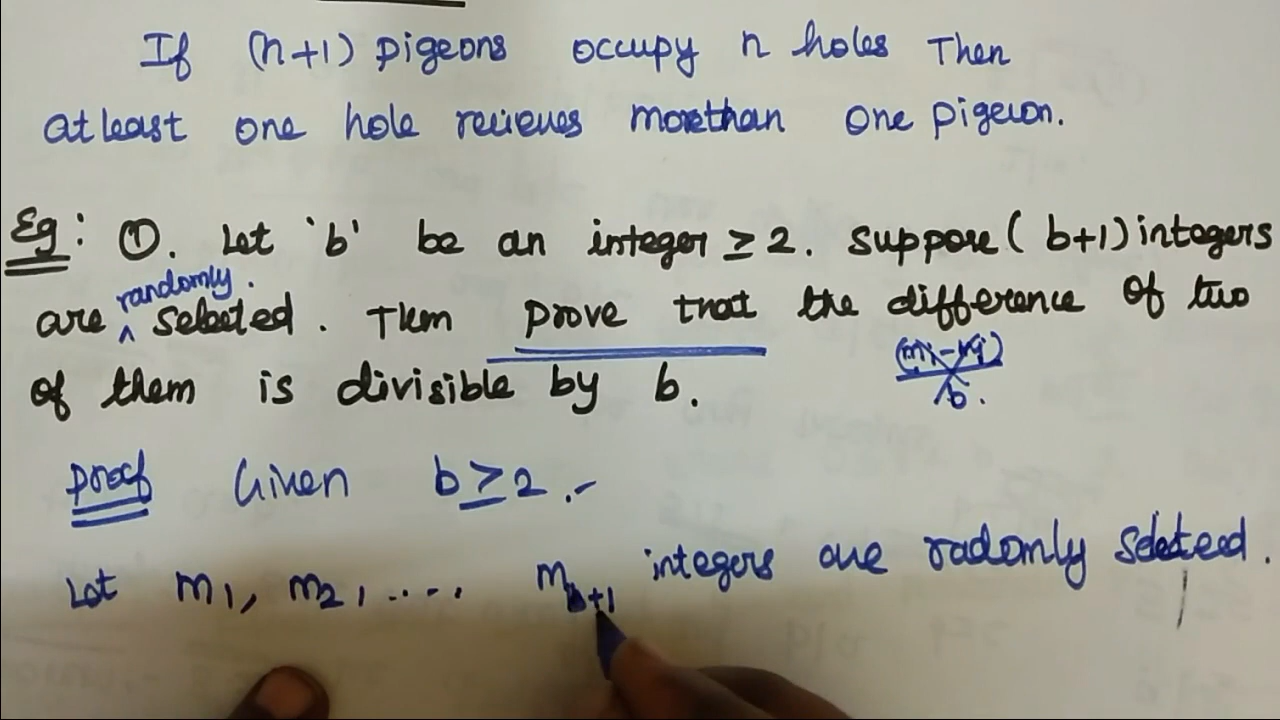 If (n+1) pigeons occupy n holes Then
atleast one hole recieves morethan one pigeon.
Eg: ①. Let 'b' be an integer ≥ 2. suppose (b+1) integers
randomly.
are ^ selected. Then prove that the difference of two
(mi - mj)
of them is divisible by b.
b.
Proof Given b ≥ 2.-
Let m1, m2, .... mb+1 integers are radomly selected.